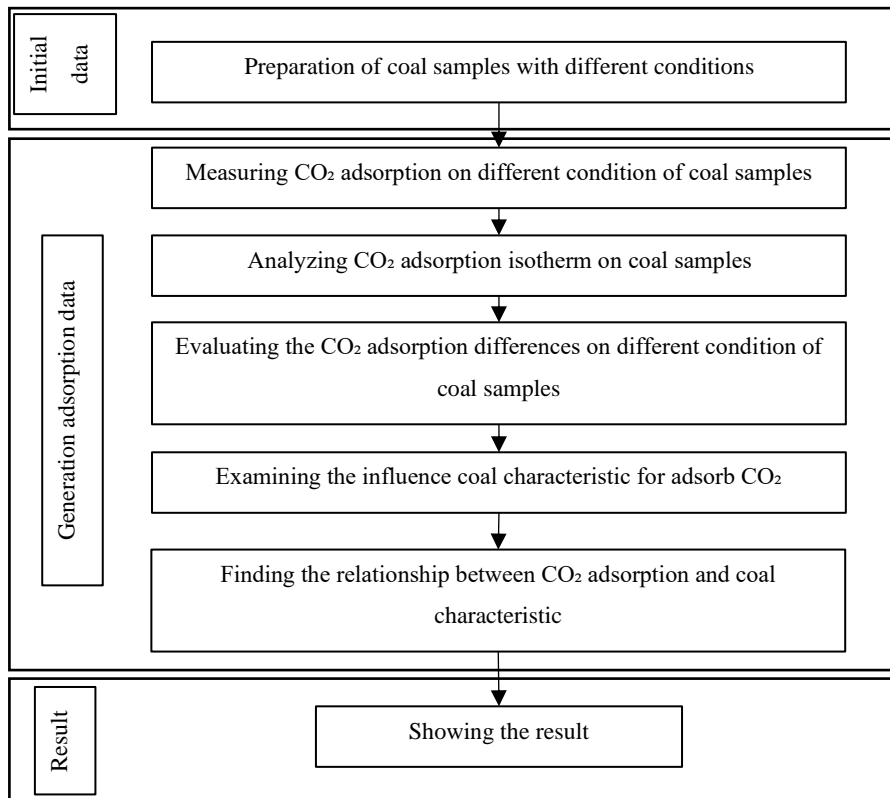 Initial
data
Preparation of coal samples with different conditions
Generation adsorption data
Measuring CO₂ adsorption on different condition of coal samples
Analyzing CO₂ adsorption isotherm on coal samples
Evaluating the CO₂ adsorption differences on different condition of
coal samples
Examining the influence coal characteristic for adsorb CO₂
Finding the relationship between CO₂ adsorption and coal
characteristic
Result
Showing the result